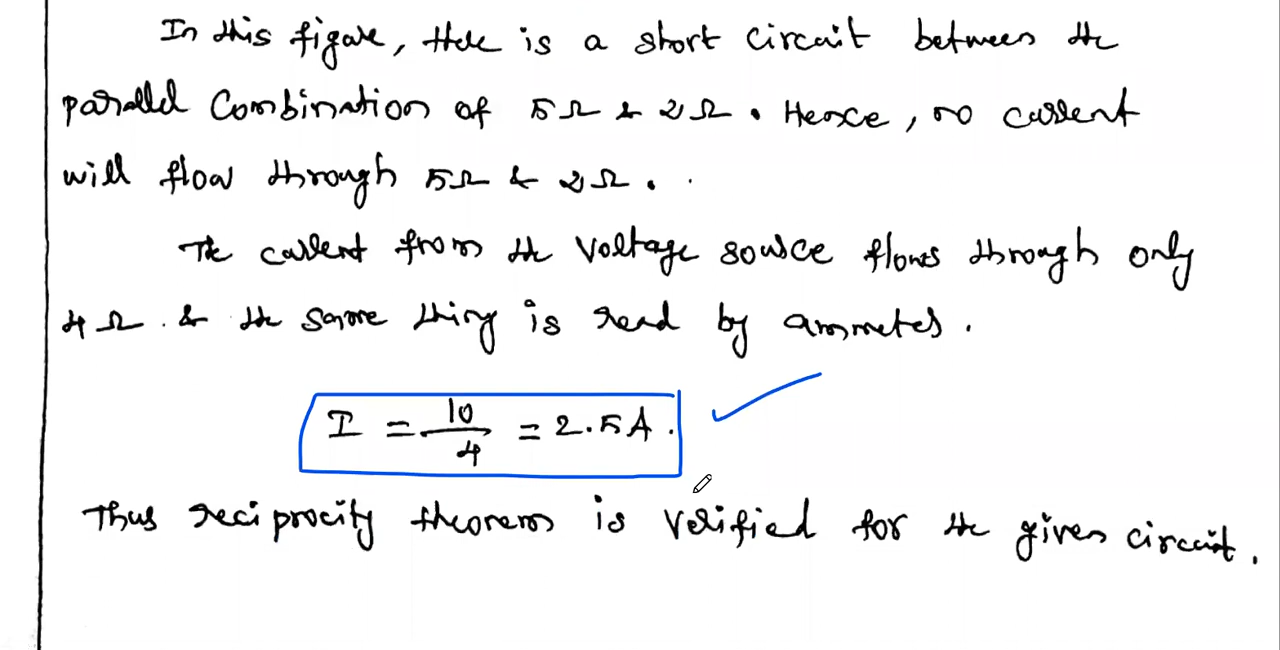 In this figure, there is a short circuit between the
parallel combination of 5Ω & 2Ω. Hence, no current
will flow through 5Ω & 2Ω.
The current from the voltage source flows through only
4Ω. & the same thing is read by ammeter.
I = 10/4 = 2.5A.
Thus reciprocity theorem is verified for the given circuit.